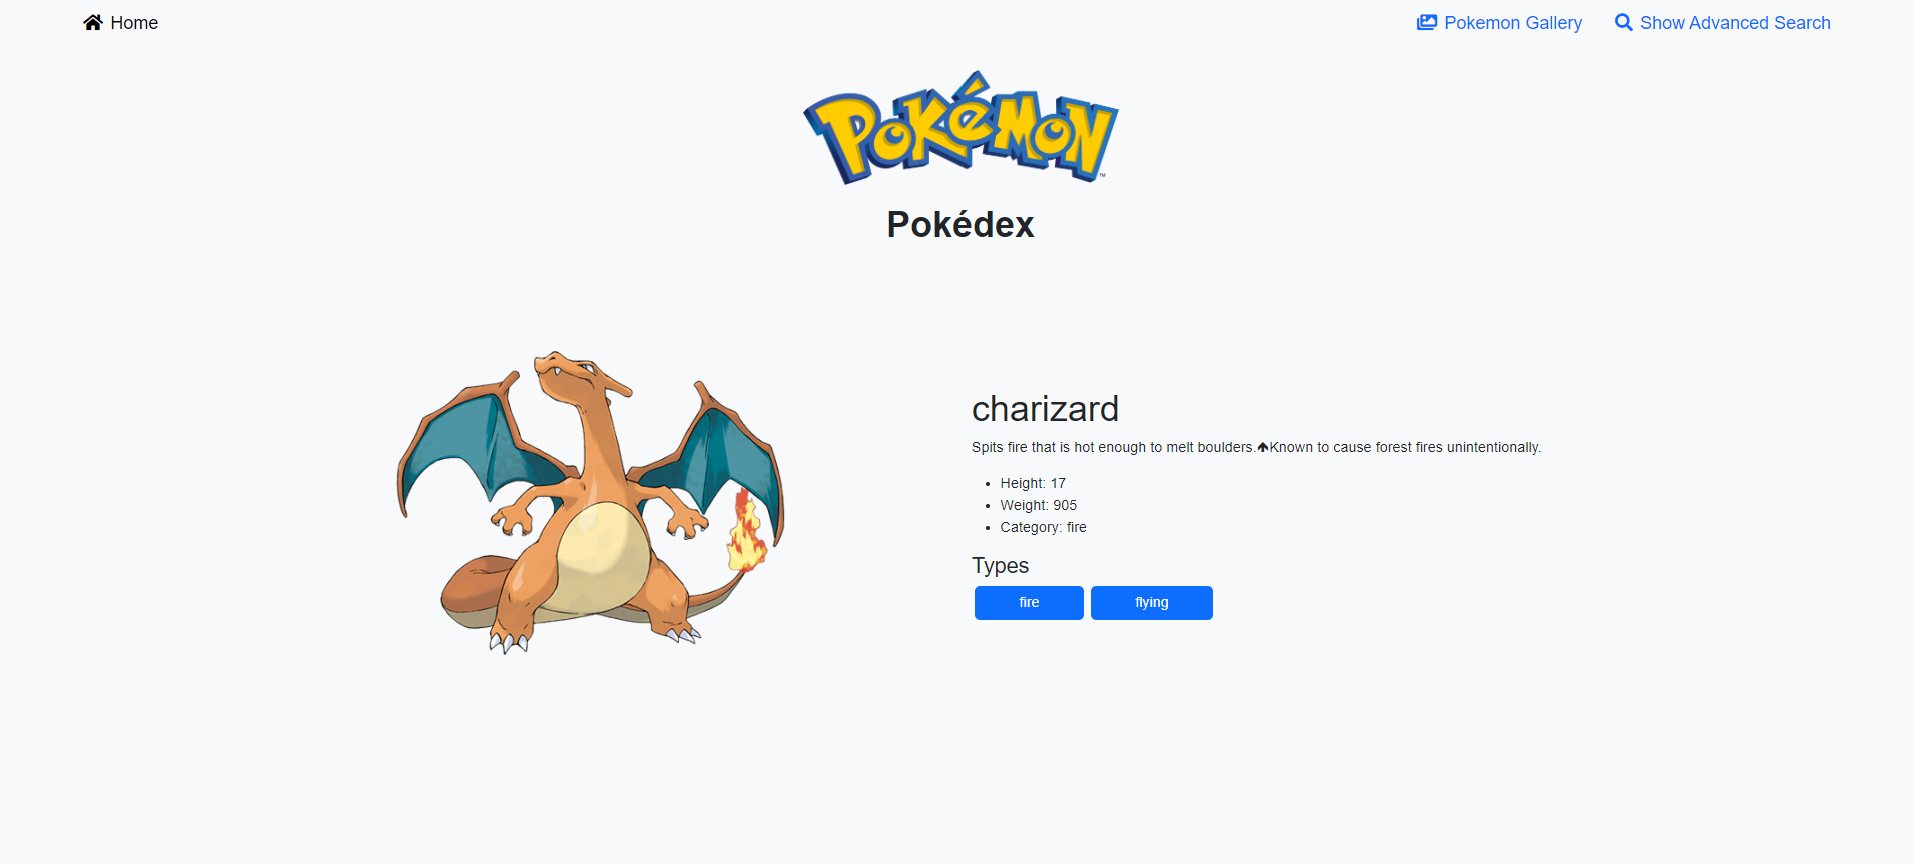 Home
Pokemon Gallery
Show Advanced Search
POKéMON
™
Pokédex
charizard
Spits fire that is hot enough to melt boulders.🡅Known to cause forest fires unintentionally.
• Height: 17
• Weight: 905
• Category: fire
Types
fire
flying